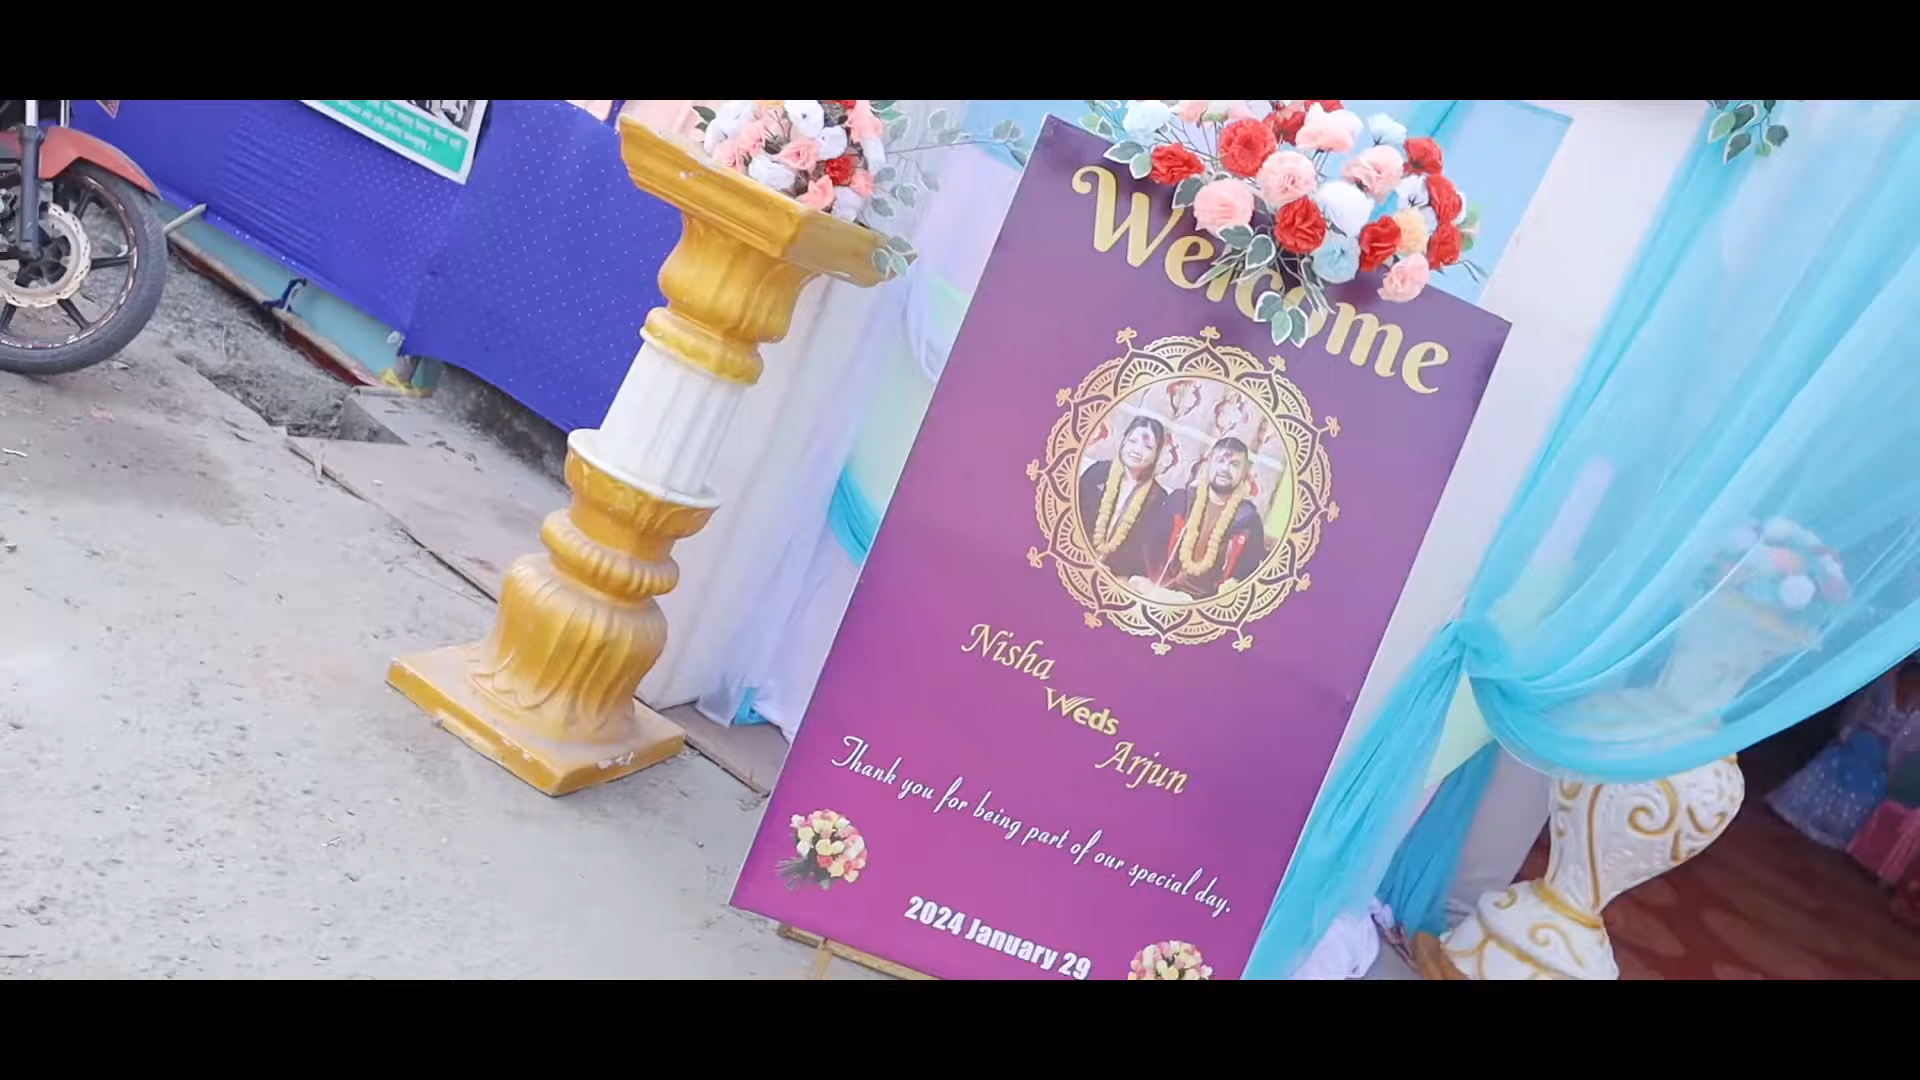 Welcome
Nisha
Weds
Arjun
Thank you for being part of our special day.
2024 January 29